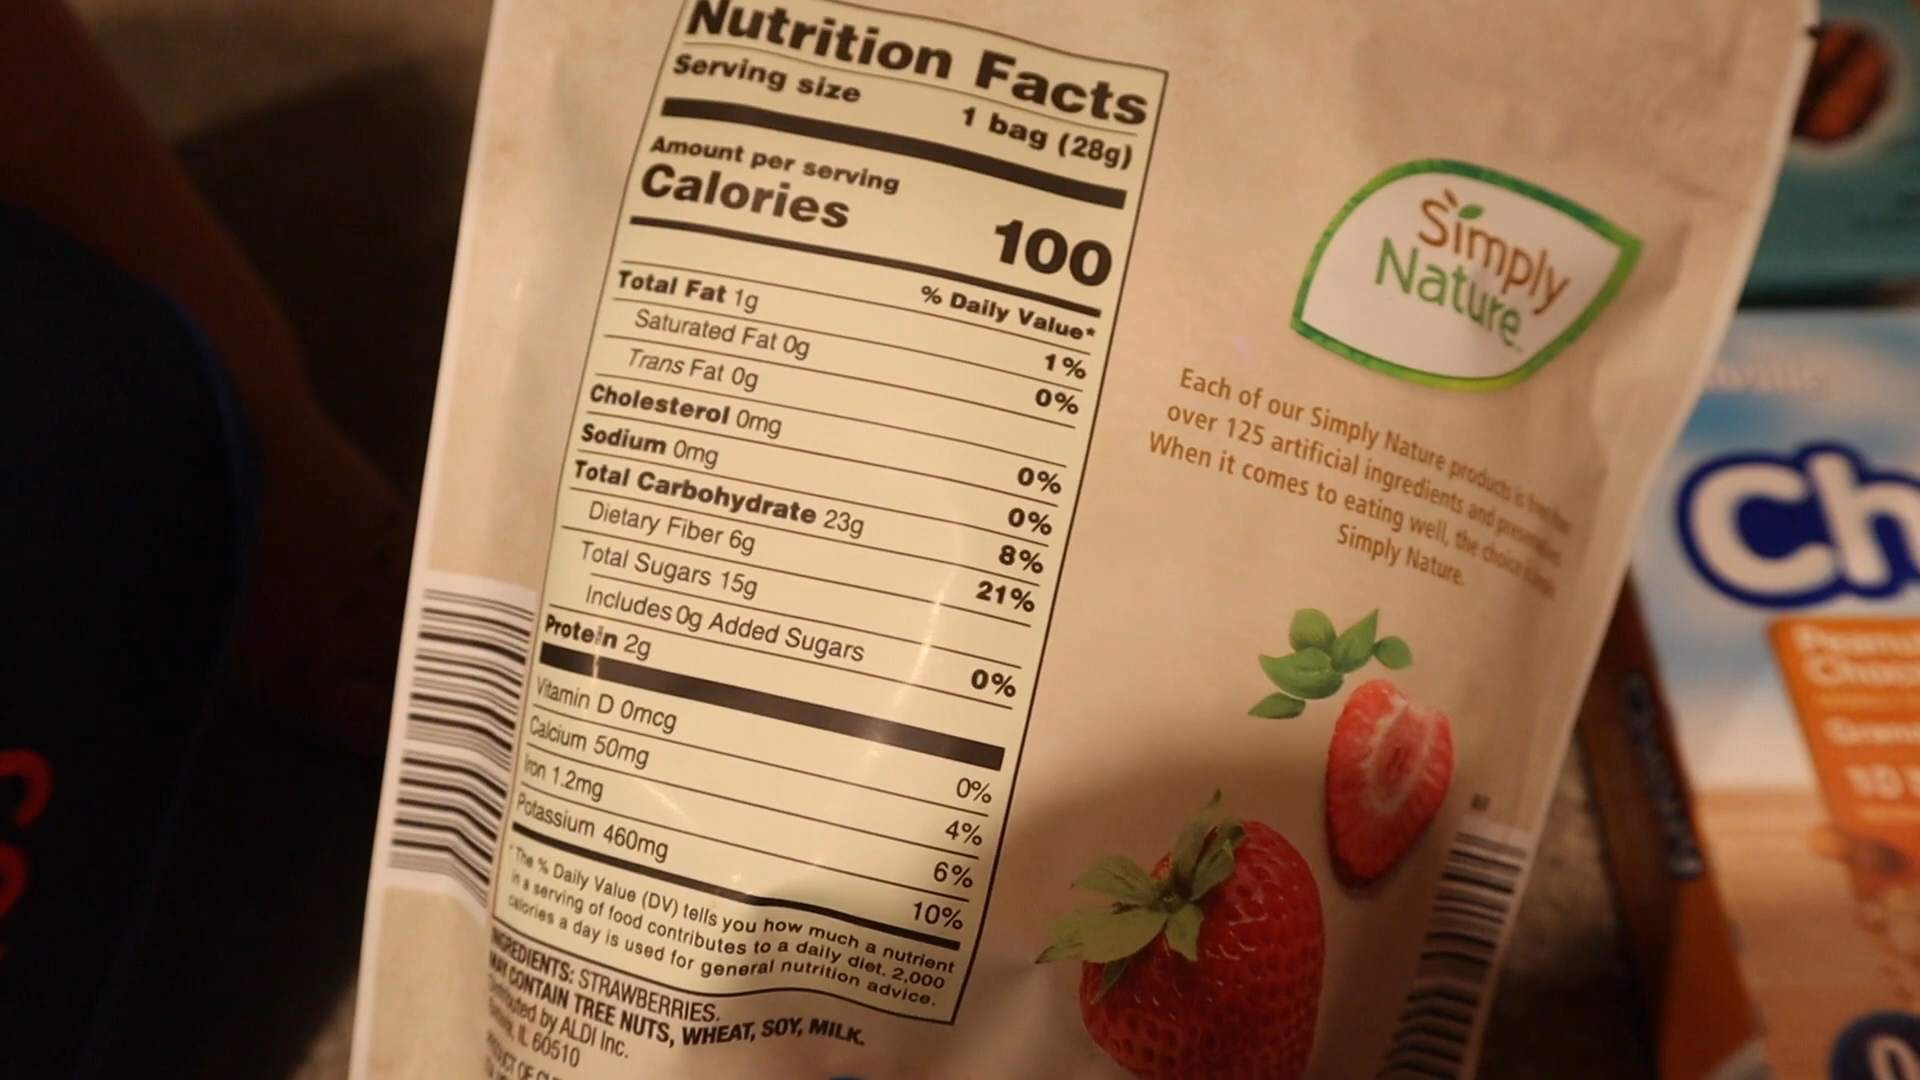 Nutrition Facts
Serving size 1 bag (28g)
Amount per serving
Calories 100
% Daily Value*
Total Fat 1g 1%
Saturated Fat 0g 0%
Trans Fat 0g
Cholesterol 0mg 0%
Sodium 0mg 0%
Total Carbohydrate 23g 8%
Dietary Fiber 6g 21%
Total Sugars 15g
Includes 0g Added Sugars 0%
Protein 2g
Vitamin D 0mcg 0%
Calcium 50mg 4%
Iron 1.2mg 6%
Potassium 460mg 10%
*The % Daily Value (DV) tells you how much a nutrient
in a serving of food contributes to a daily diet. 2,000
calories a day is used for general nutrition advice.
INGREDIENTS: STRAWBERRIES.
MAY CONTAIN TREE NUTS, WHEAT, SOY, MILK.
Distributed by ALDI Inc.
IL 60510
Simply
Nature
Each of our Simply Nature products is free from
over 125 artificial ingredients and
When it comes to eating well, the choice is
Simply Nature.
Ch